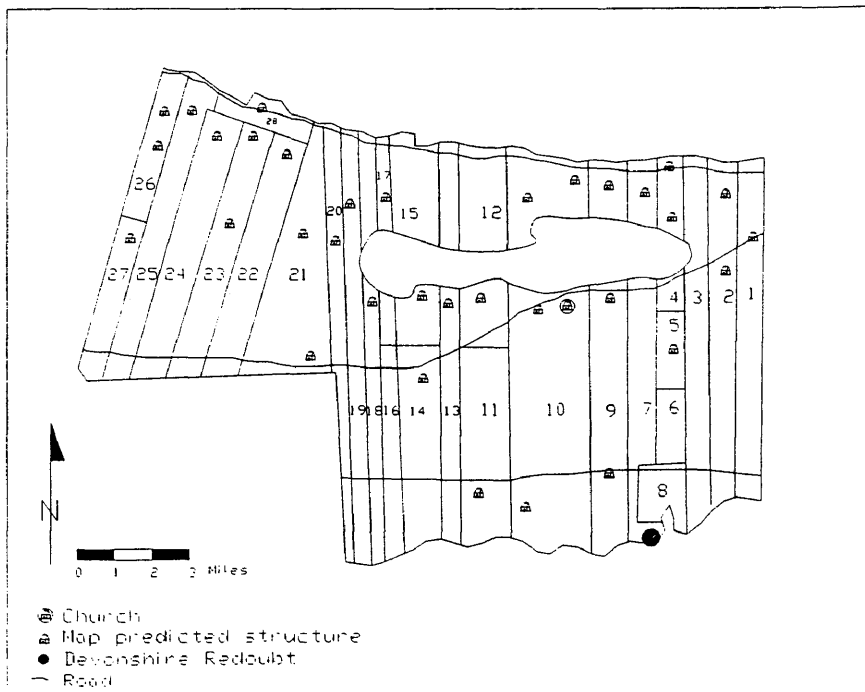 28
17
26
20
15
12
27 25 24 23 22 21
4 3 2 1
5
19 18 16 14 13 11 10 9 7 6
8
N
0 1 2 3 Miles
Church
Map predicted structure
Devonshire Redoubt
Road